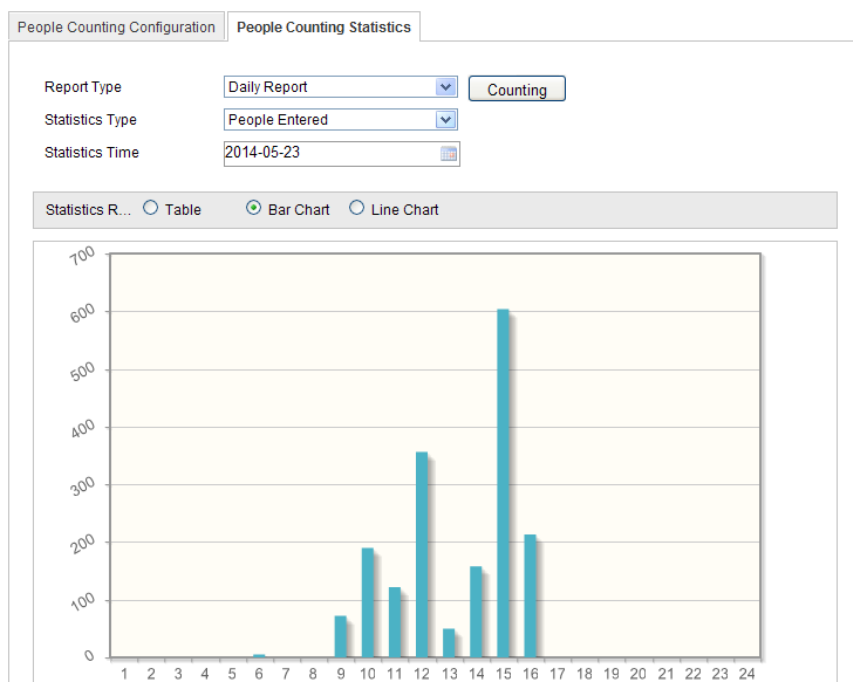 People Counting Configuration People Counting Statistics
Report Type Daily Report Counting
Statistics Type People Entered
Statistics Time 2014-05-23
Statistics R... Table Bar Chart Line Chart
700
600
500
400
300
200
100
0
1 2 3 4 5 6 7 8 9 10 11 12 13 14 15 16 17 18 19 20 21 22 23 24